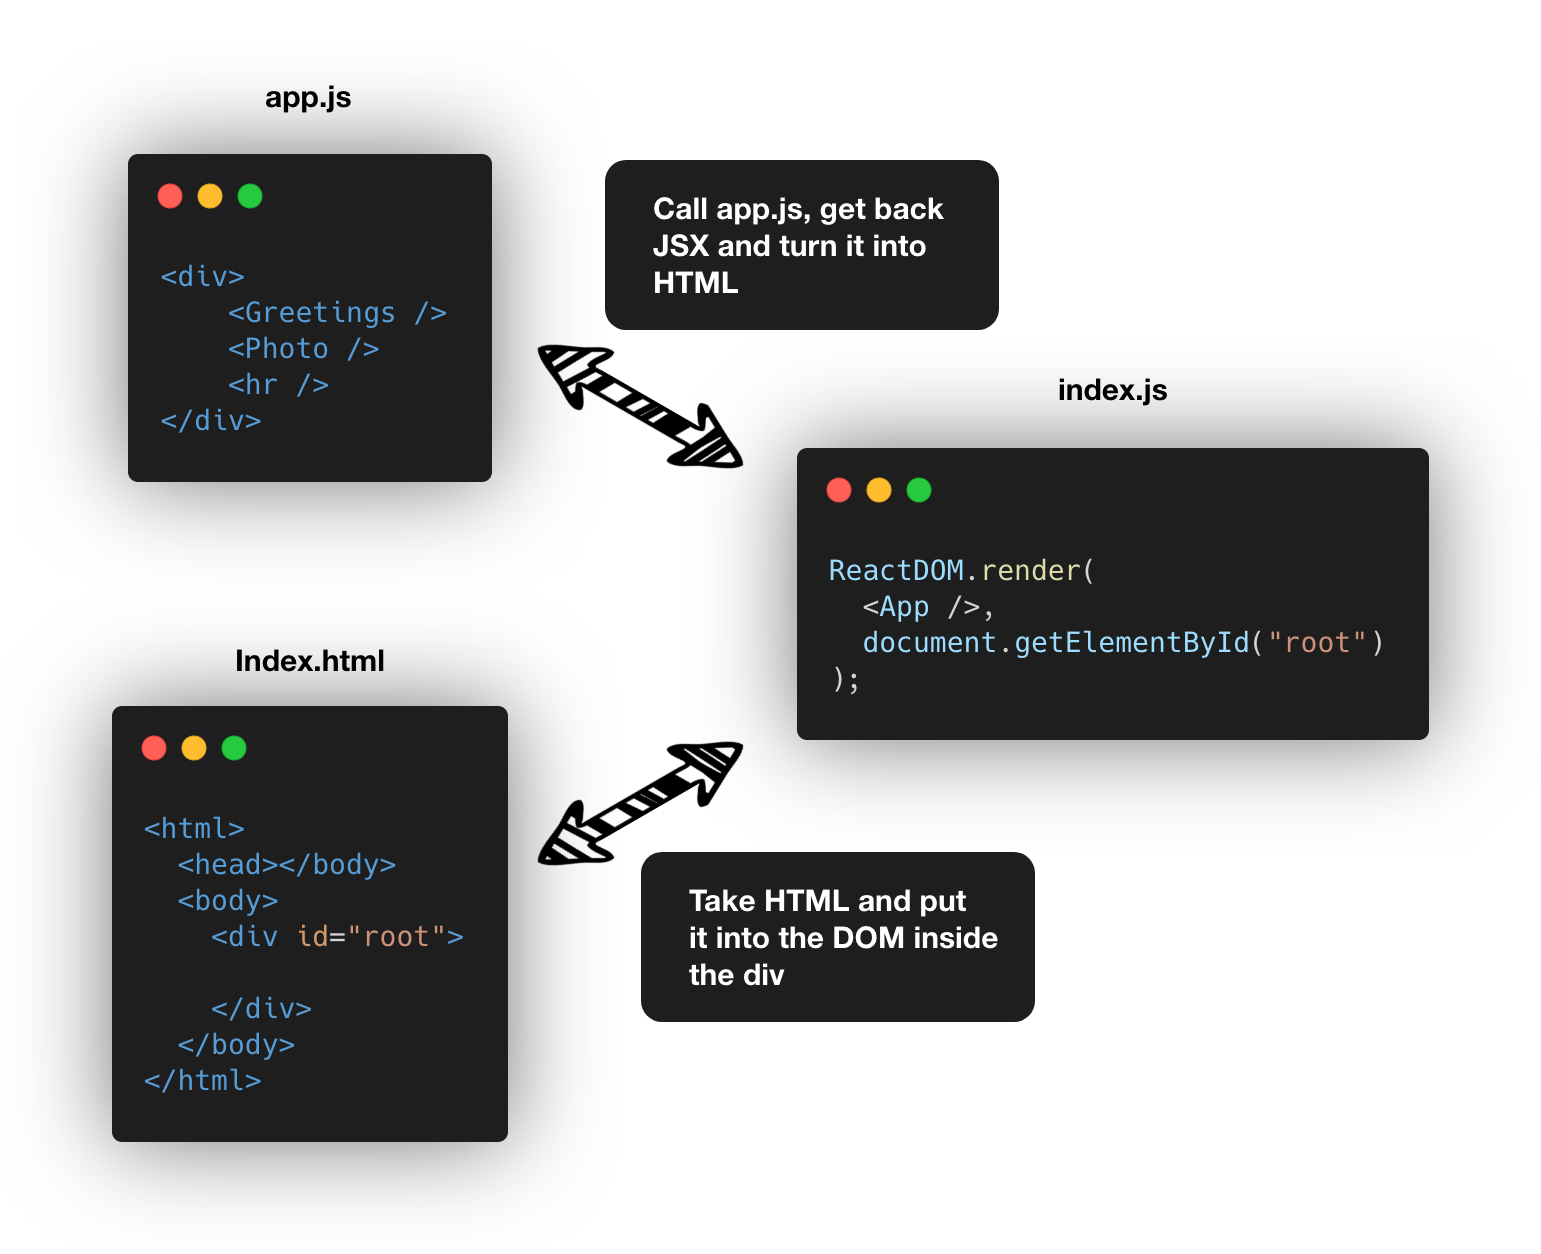 app.js
<div>
    <Greetings />
    <Photo />
    <hr />
</div>
Call app.js, get back
JSX and turn it into
HTML
index.js
ReactDOM.render(
  <App />,
  document.getElementById("root")
);
Index.html
<html>
  <head></body>
  <body>
    <div id="root">
    </div>
  </body>
</html>
Take HTML and put
it into the DOM inside
the div